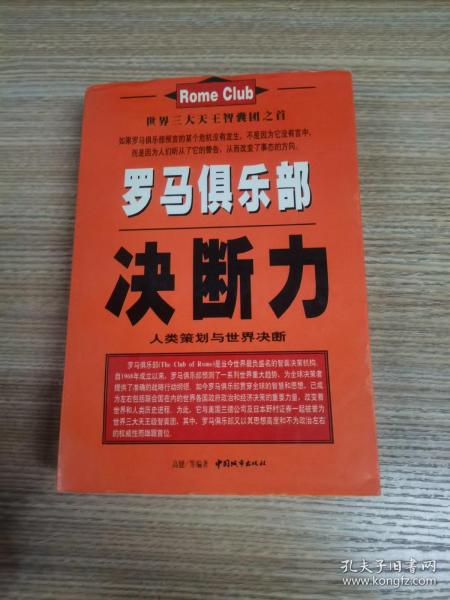 Rome Club
世界三大天王智囊团之首
如果罗马俱乐部预言的某个危机没有发生，不是因为它没有言中，
而是因为人们听从了它的警告，从而改变了事态的方向。
罗马俱乐部
决断力
人类策划与世界决断
罗马俱乐部(The Club of Rome)是当今世界最负盛名的智囊决策机构。
自1968年成立以来，罗马俱乐部预测了一系列世界重大趋势，为全球决策者
提供了准确的战略行动纲领。如今罗马俱乐部贯穿全球的智慧和思想，已成
为左右包括联合国在内的世界各国政府政治和经济决策的重要力量，改变着
世界和人类历史进程。为此，它与美国兰德公司及日本野村证券一起被誉为
世界三大天王级智囊团。其中，罗马俱乐部又以其思想高度和不为政治左右
的权威性而雄踞首位。
高健/等编著 中国城市出版社
孔夫子旧书网
www.kongfz.com